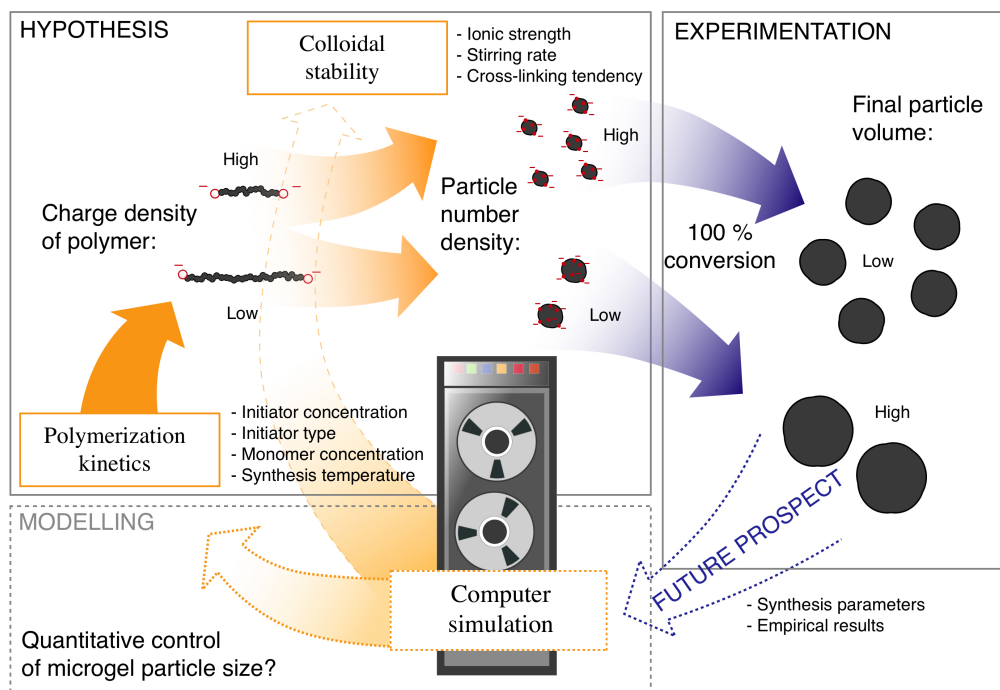 HYPOTHESIS
Colloidal
stability
- Ionic strength
- Stirring rate
- Cross-linking tendency
High
Charge density
of polymer:
Low
Particle
number
density:
High
Low
Polymerization
kinetics
- Initiator concentration
- Initiator type
- Monomer concentration
- Synthesis temperature
EXPERIMENTATION
Final particle
volume:
100 %
conversion
Low
High
FUTURE PROSPECT
- Synthesis parameters
- Empirical results
MODELLING
Computer
simulation
Quantitative control
of microgel particle size?